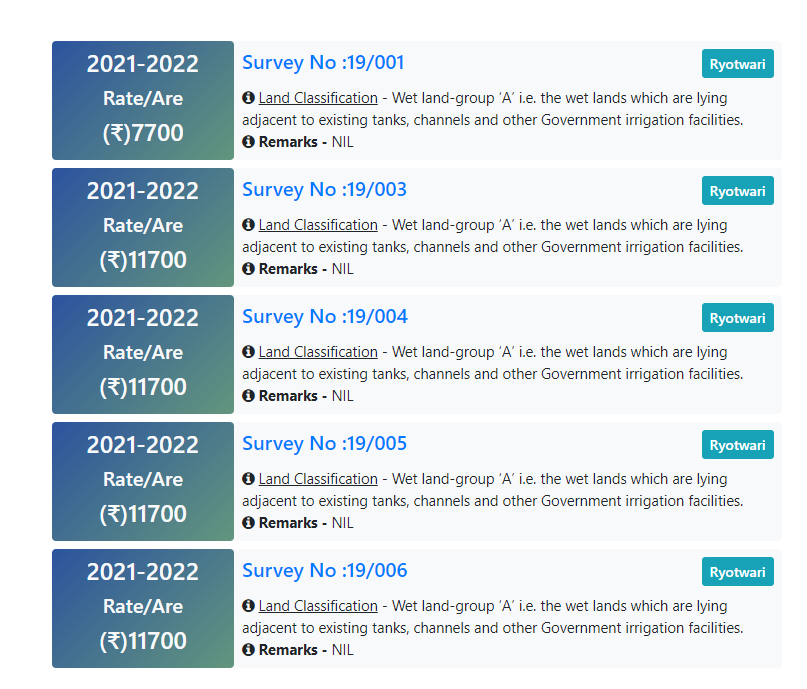 2021-2022
Rate/Are
(₹)7700
Survey No :19/001
Ryotwari
Land Classification - Wet land-group ‘A’ i.e. the wet lands which are lying
adjacent to existing tanks, channels and other Government irrigation facilities.
Remarks - NIL
2021-2022
Rate/Are
(₹)11700
Survey No :19/003
Ryotwari
Land Classification - Wet land-group ‘A’ i.e. the wet lands which are lying
adjacent to existing tanks, channels and other Government irrigation facilities.
Remarks - NIL
2021-2022
Rate/Are
(₹)11700
Survey No :19/004
Ryotwari
Land Classification - Wet land-group ‘A’ i.e. the wet lands which are lying
adjacent to existing tanks, channels and other Government irrigation facilities.
Remarks - NIL
2021-2022
Rate/Are
(₹)11700
Survey No :19/005
Ryotwari
Land Classification - Wet land-group ‘A’ i.e. the wet lands which are lying
adjacent to existing tanks, channels and other Government irrigation facilities.
Remarks - NIL
2021-2022
Rate/Are
(₹)11700
Survey No :19/006
Ryotwari
Land Classification - Wet land-group ‘A’ i.e. the wet lands which are lying
adjacent to existing tanks, channels and other Government irrigation facilities.
Remarks - NIL